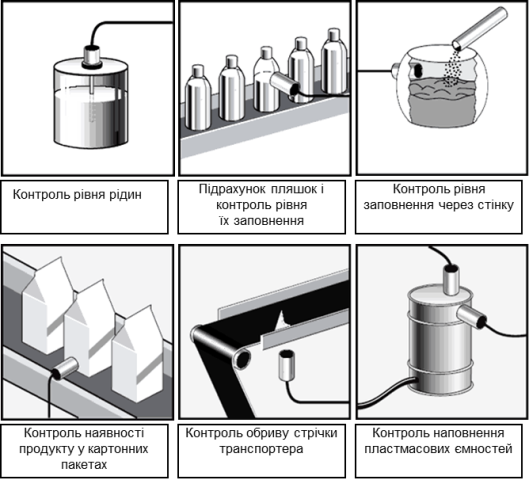 Контроль рівня рідин
Підрахунок пляшок і
контроль рівня
їх заповнення
Контроль рівня
заповнення через стінку
Контроль наявності
продукту у картонних
пакетах
Контроль обриву стрічки
транспортера
Контроль наповнення
пластмасових ємностей